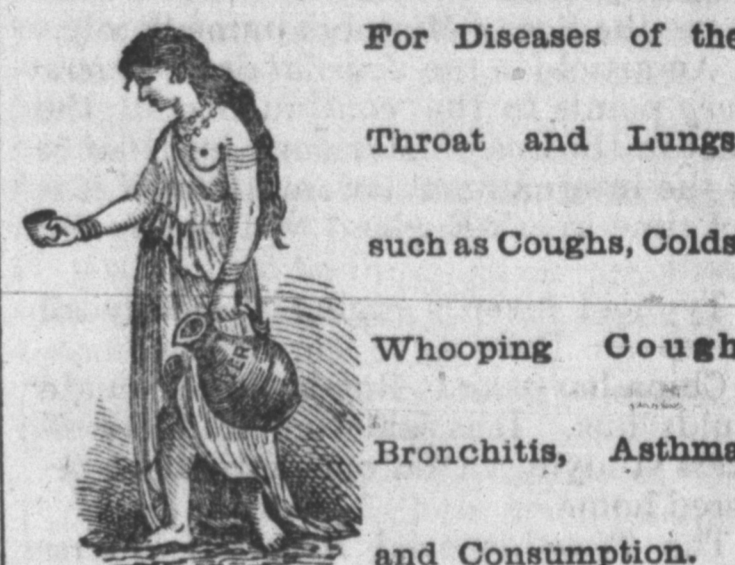 For Diseases of the
Throat and Lungs
such as Coughs, Colds
Whooping Cough
Bronchitis, Asthma
and Consumption.